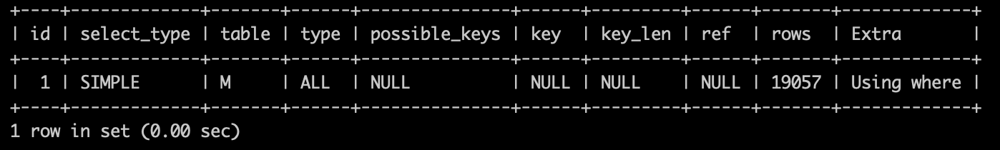 +----+-------------+-------+------+---------------+------+---------+------+-------+-------------+
| id | select_type | table | type | possible_keys | key  | key_len | ref  | rows  | Extra       |
+----+-------------+-------+------+---------------+------+---------+------+-------+-------------+
|  1 | SIMPLE      | M     | ALL  | NULL          | NULL | NULL    | NULL | 19057 | Using where |
+----+-------------+-------+------+---------------+------+---------+------+-------+-------------+
1 row in set (0.00 sec)